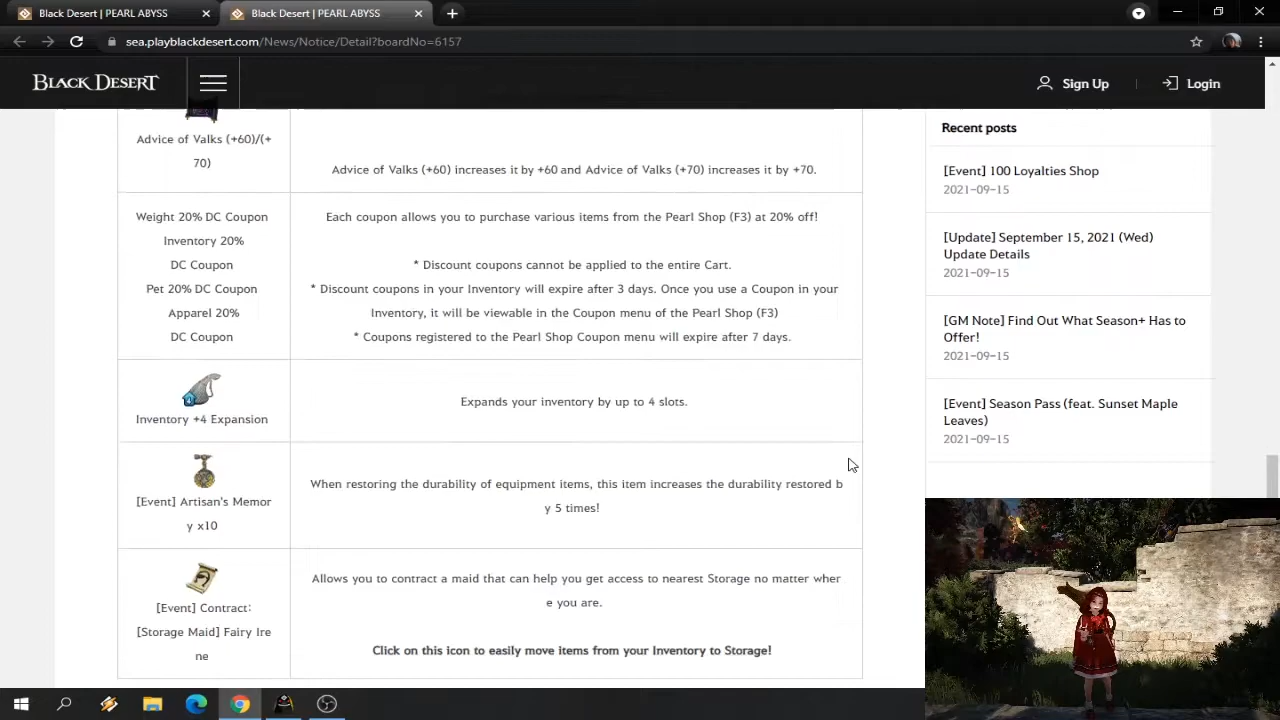 Black Desert | PEARL ABYSS
Black Desert | PEARL ABYSS
sea.playblackdesert.com/News/Notice/Detail?boardNo=6157
BLACK DESERT
Sign Up
Login
Advice of Valks (+60)/(+
70)
Advice of Valks (+60) increases it by +60 and Advice of Valks (+70) increases it by +70.
Weight 20% DC Coupon
Inventory 20%
DC Coupon
Pet 20% DC Coupon
Apparel 20%
DC Coupon
Each coupon allows you to purchase various items from the Pearl Shop (F3) at 20% off!
* Discount coupons cannot be applied to the entire Cart.
* Discount coupons in your Inventory will expire after 3 days. Once you use a Coupon in your
Inventory, it will be viewable in the Coupon menu of the Pearl Shop (F3)
* Coupons registered to the Pearl Shop Coupon menu will expire after 7 days.
Inventory +4 Expansion
Expands your inventory by up to 4 slots.
[Event] Artisan's Memor
y x10
When restoring the durability of equipment items, this item increases the durability restored b
y 5 times!
[Event] Contract:
[Storage Maid] Fairy Ire
ne
Allows you to contract a maid that can help you get access to nearest Storage no matter wher
e you are.
Click on this icon to easily move items from your Inventory to Storage!
Recent posts
[Event] 100 Loyalties Shop
2021-09-15
[Update] September 15, 2021 (Wed)
Update Details
2021-09-15
[GM Note] Find Out What Season+ Has to
Offer!
2021-09-15
[Event] Season Pass (feat. Sunset Maple
Leaves)
2021-09-15